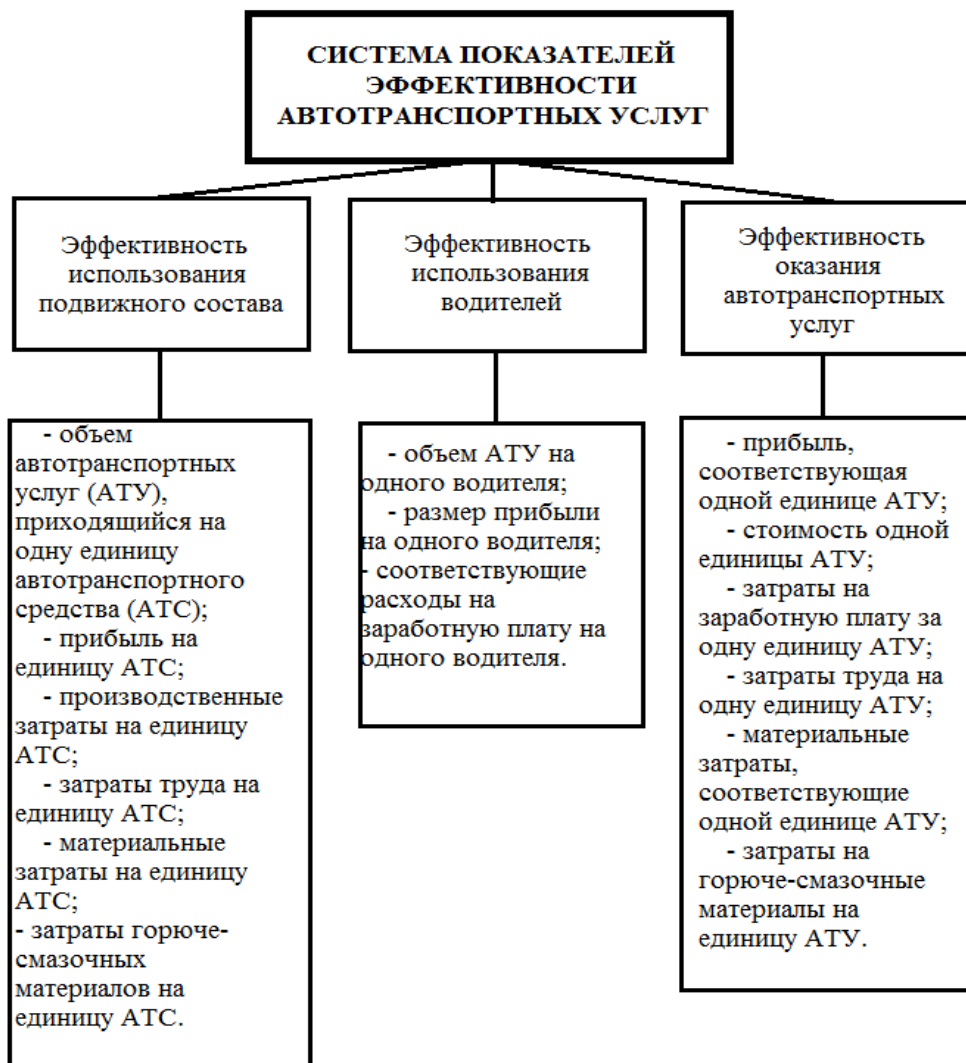 СИСТЕМА ПОКАЗАТЕЛЕЙ
ЭФФЕКТИВНОСТИ
АВТОТРАНСПОРТНЫХ УСЛУГ
Эффективность
использования
подвижного состава
Эффективность
использования
водителей
Эффективность
оказания
автотранспортных
услуг
- объем
автотранспортных
услуг (АТУ),
приходящийся на
одну единицу
автотранспортного
средства (АТС);
- прибыль на
единицу АТС;
- производственные
затраты на единицу
АТС;
- затраты труда на
единицу АТС;
- материальные
затраты на единицу
АТС;
- затраты горюче-
смазочных
материалов на
единицу АТС.
- объем АТУ на
одного водителя;
- размер прибыли
на одного водителя;
- соответствующие
расходы на
заработную плату на
одного водителя.
- прибыль,
соответствующая
одной единице АТУ;
- стоимость одной
единицы АТУ;
- затраты на
заработную плату за
одну единицу АТУ;
- затраты труда на
одну единицу АТУ;
- материальные
затраты,
соответствующие
одной единице АТУ;
- затраты на
горюче-смазочные
материалы на
единицу АТУ.